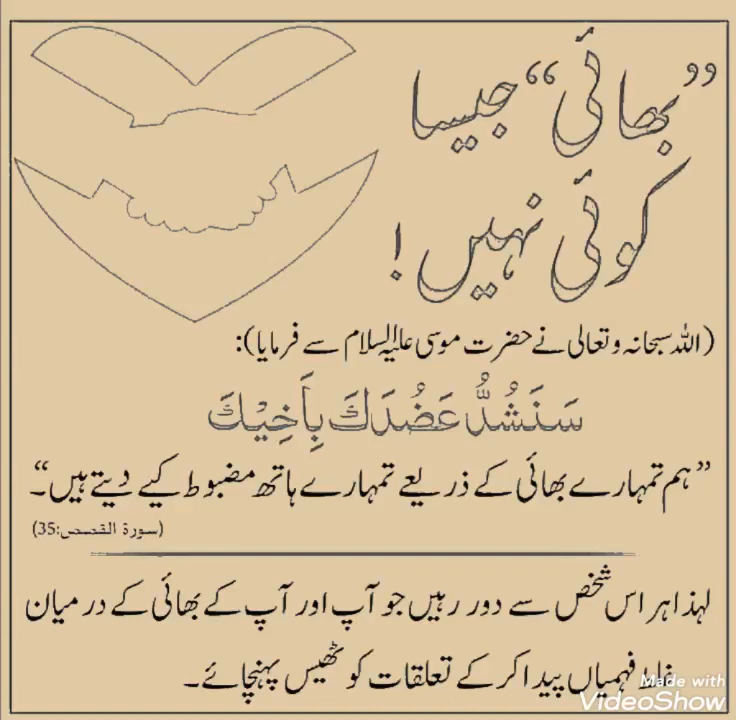 ”بھائی“ جیسا
کوئی نہیں !
(اللہ سبحانہ وتعالی نے حضرت موسی علیہ السلام سے فرمایا):
سَنَشُدُّ عَضُدَكَ بِأَخِيْكَ
”ہم تمہارے بھائی کے ذریعے تمہارے ہاتھ مضبوط کیے دیتے ہیں“۔
(سورة القصص:35)
لہذا ہر اس شخص سے دور رہیں جو آپ اور آپ کے بھائی کے درمیان
غلط فہمیاں پیدا کر کے تعلقات کو ٹھیس پہنچائے۔
Made with
VideoShow